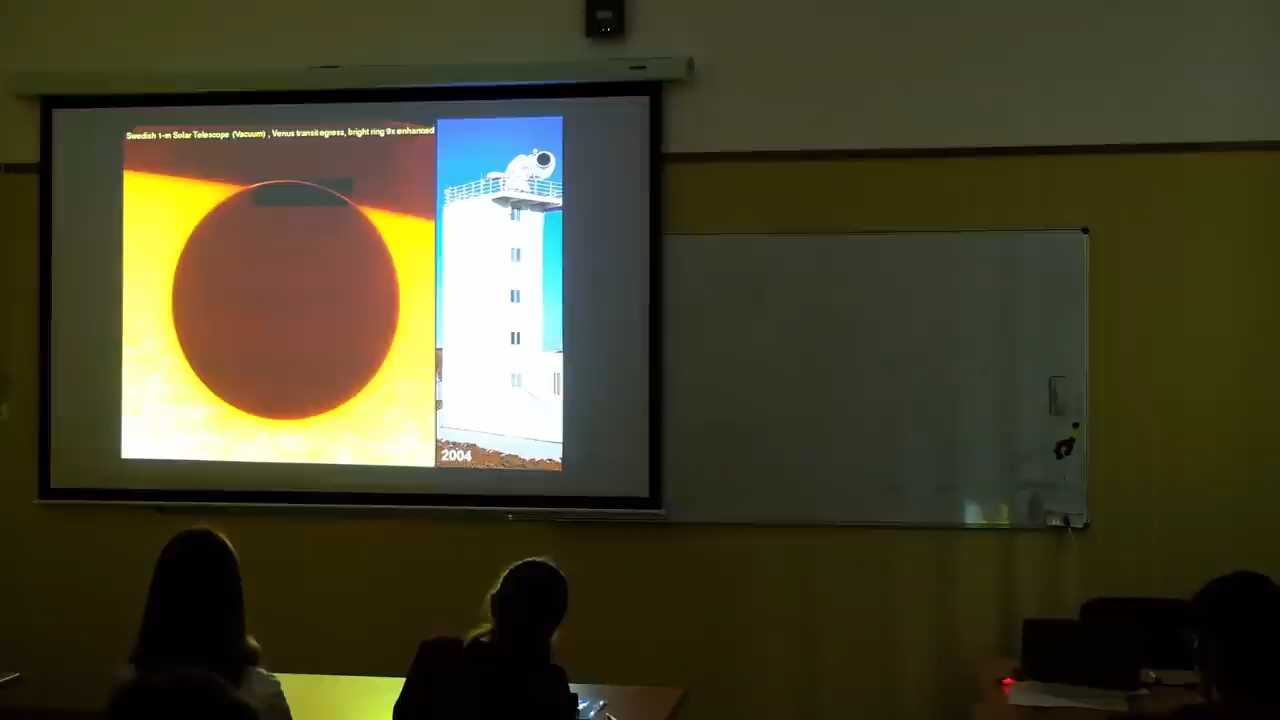 Swedish 1-m Solar Telescope (Vacuum) , Venus transit egress, bright ring 9x enhanced
2004